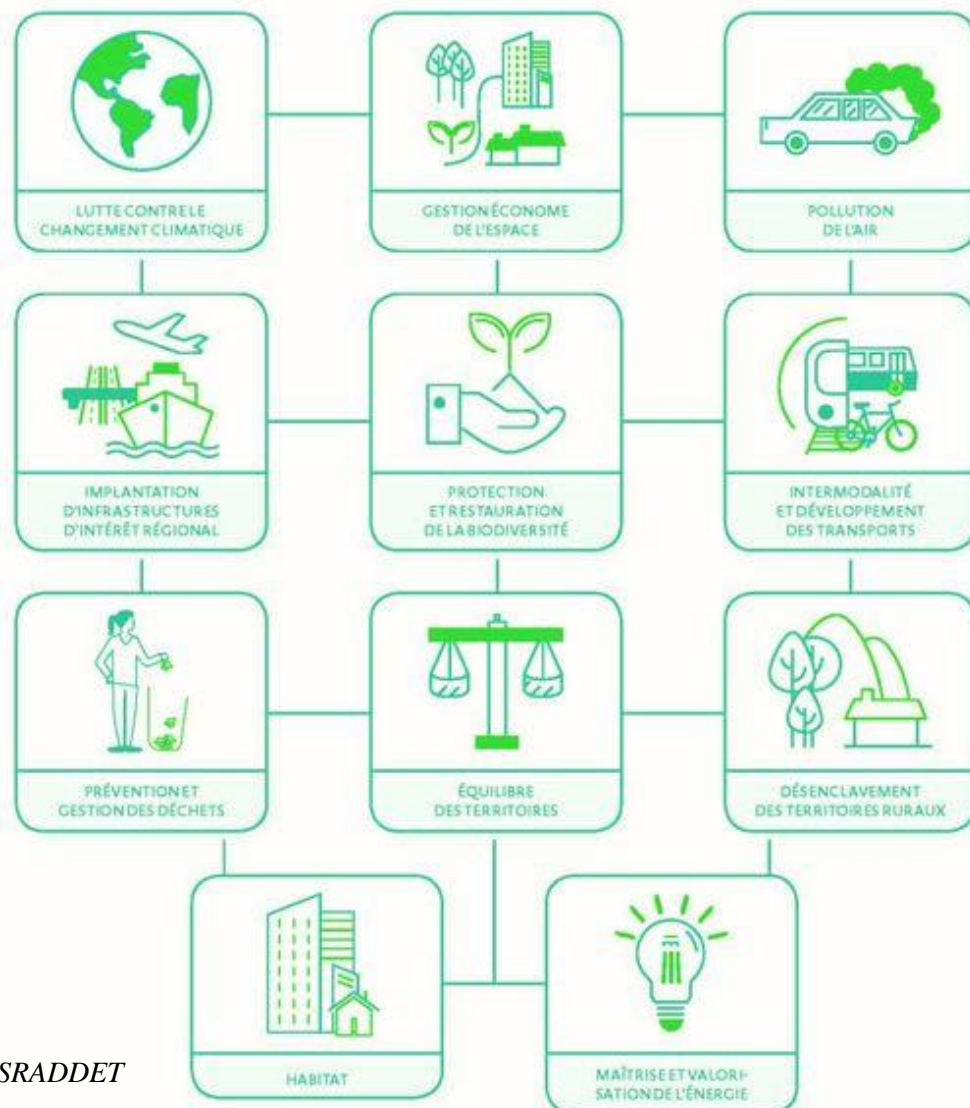 LUTTE CONTRE LE
CHANGEMENT CLIMATIQUE
GESTION ÉCONOME
DE L'ESPACE
POLLUTION
DE L'AIR
IMPLANTATION
D'INFRASTRUCTURES
D'INTÉRÊT RÉGIONAL
PROTECTION
ET RESTAURATION
DE LA BIODIVERSITÉ
INTERMODALITÉ
ET DÉVELOPPEMENT
DES TRANSPORTS
PRÉVENTION ET
GESTION DES DÉCHETS
ÉQUILIBRE
DES TERRITOIRES
DÉSENCLAVEMENT
DES TERRITOIRES RURAUX
HABITAT
MAÎTRISE ET VALORI-
SATION DE L'ÉNERGIE
SRADDET